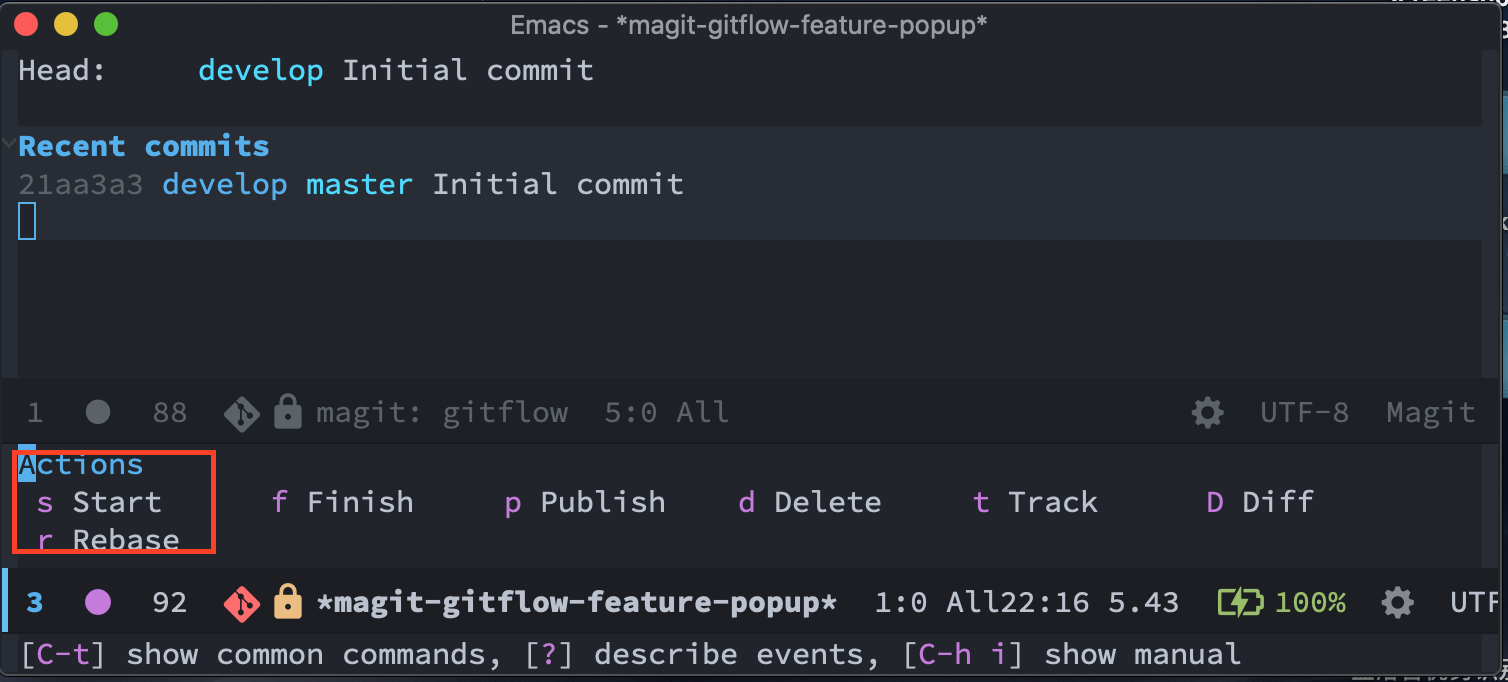 Emacs - *magit-gitflow-feature-popup*
Head: develop Initial commit
Recent commits
21aa3a3 develop master Initial commit
1 88 magit: gitflow 5:0 All UTF-8 Magit
Actions
s Start f Finish p Publish d Delete t Track D Diff
r Rebase
3 92 *magit-gitflow-feature-popup* 1:0 All22:16 5.43 100% UTF
[C-t] show common commands, [?] describe events, [C-h i] show manual